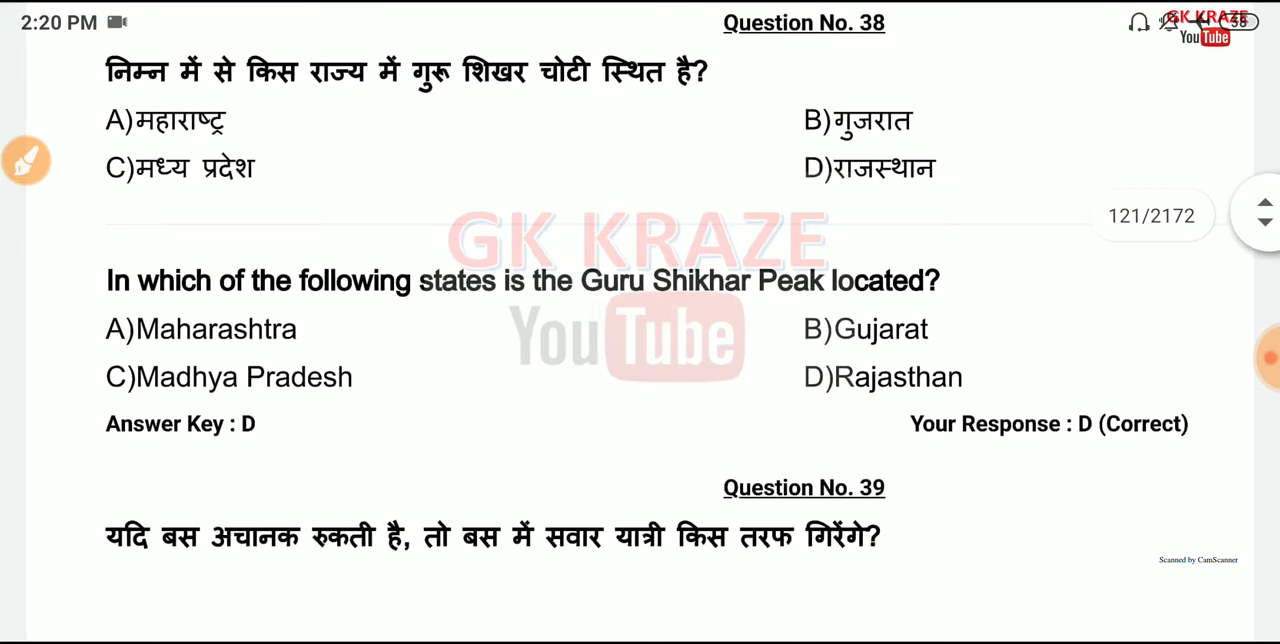 2:20 PM
Question No. 38
GK KRAZE
YouTube
58
निम्न में से किस राज्य में गुरू शिखर चोटी स्थित है?
A)महाराष्ट्र B)गुजरात
C)मध्य प्रदेश D)राजस्थान
121/2172
GK KRAZE
In which of the following states is the Guru Shikhar Peak located?
A)Maharashtra B)Gujarat
YouTube
C)Madhya Pradesh D)Rajasthan
Answer Key : D Your Response : D (Correct)
Question No. 39
यदि बस अचानक रुकती है, तो बस में सवार यात्री किस तरफ गिरेंगे?
Scanned by CamScanner